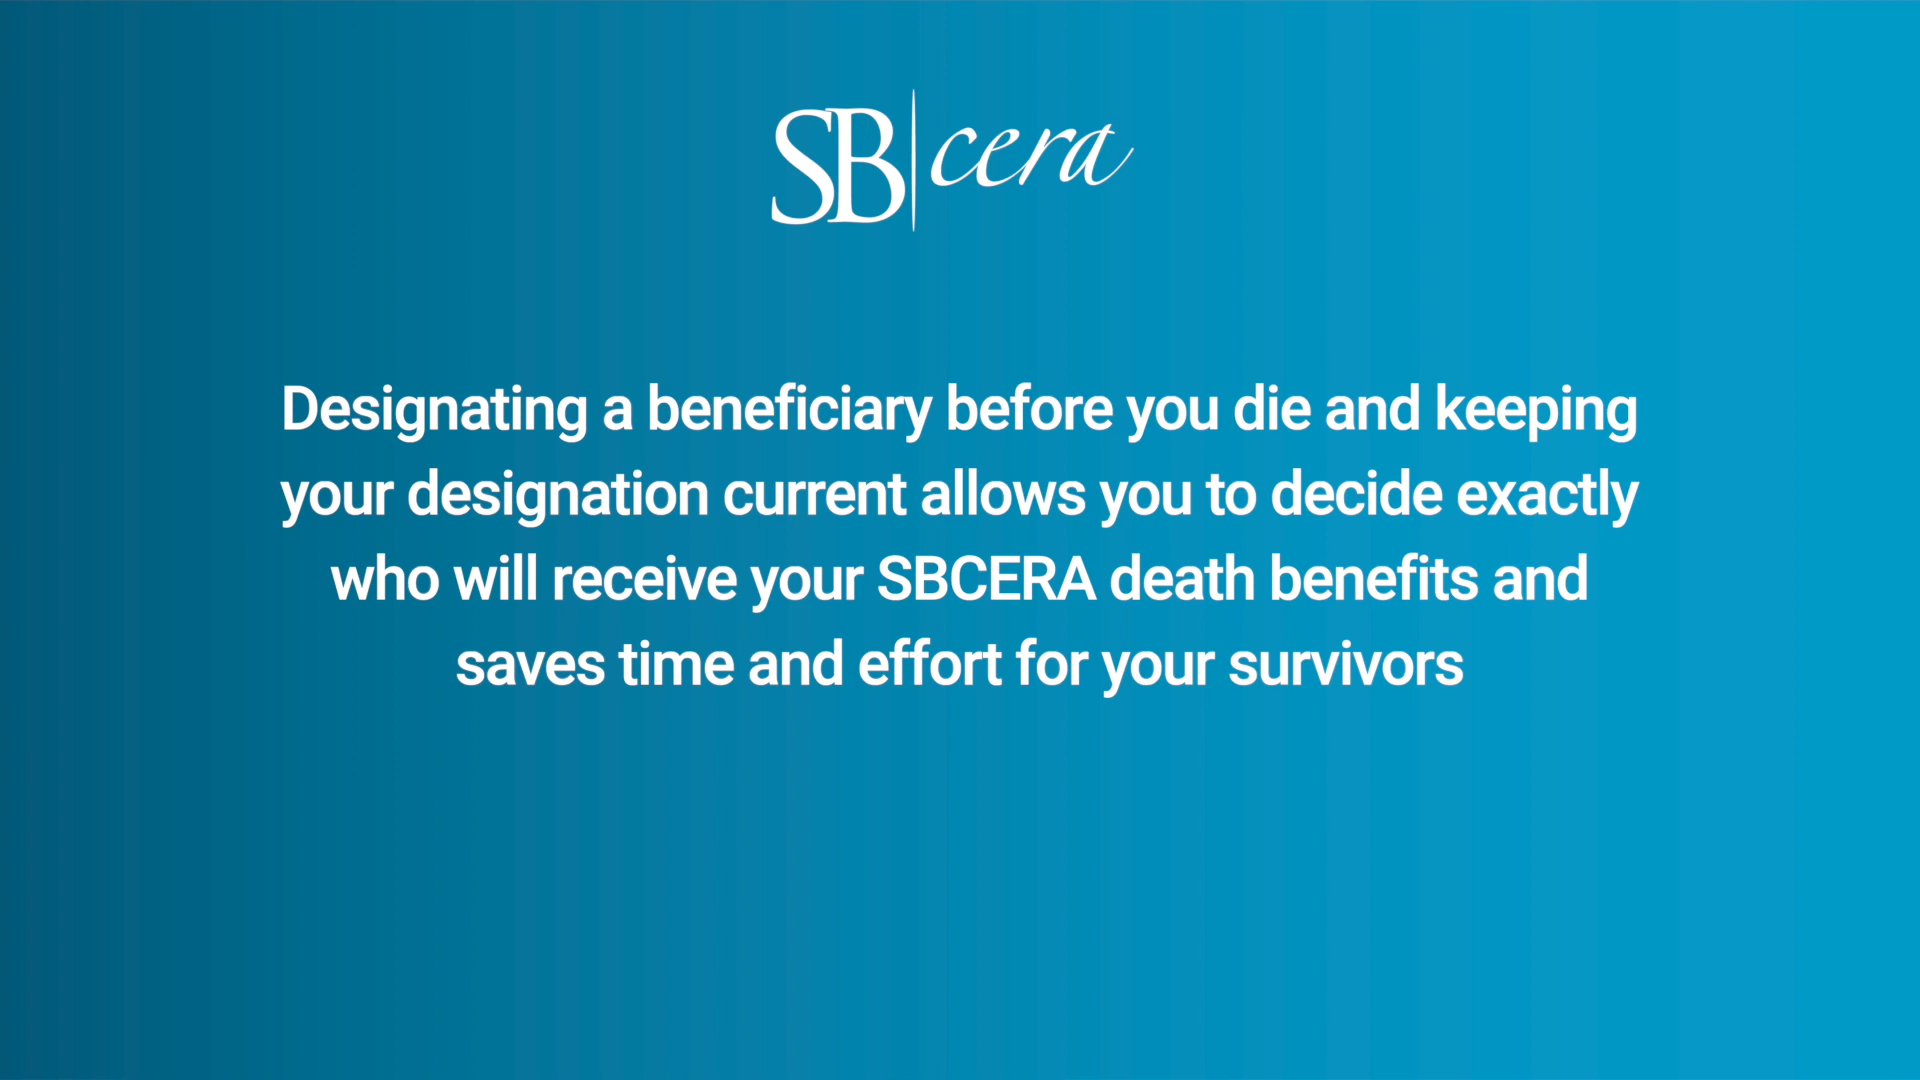 SB cera
Designating a beneficiary before you die and keeping
your designation current allows you to decide exactly
who will receive your SBCERA death benefits and
saves time and effort for your survivors